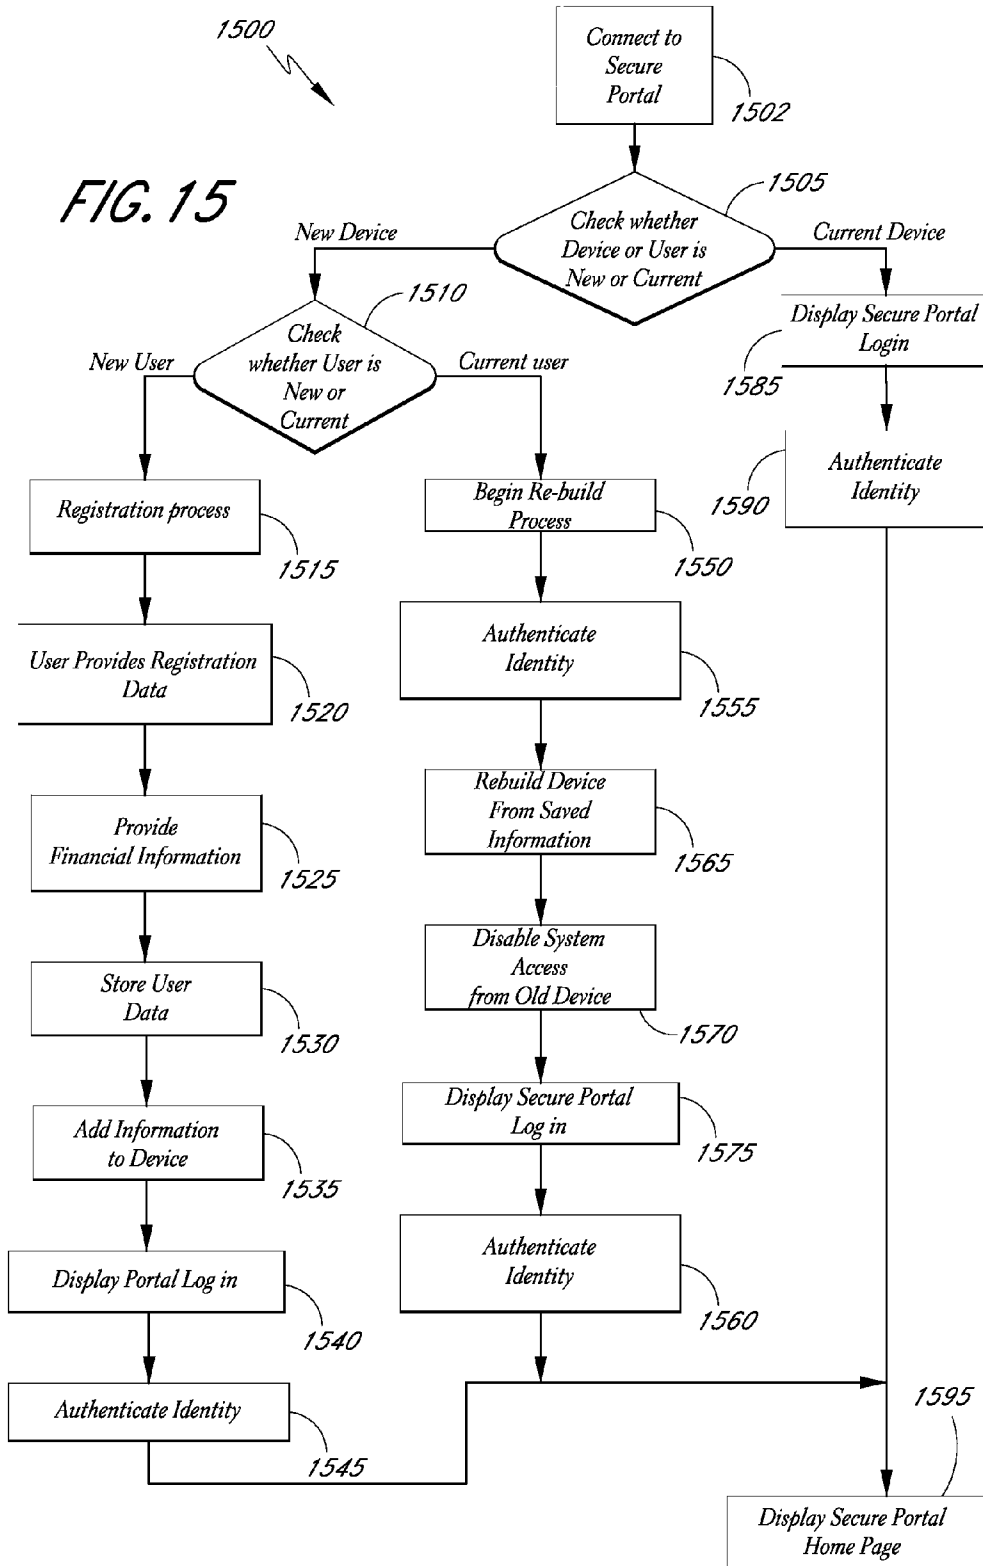 1500
Connect to
Secure
Portal
1502
FIG. 15
1505
Check whether
Device or User is
New or Current
New Device
Current Device
1510
Check
whether User is
New or
Current
New User
Current user
Display Secure Portal
Login
1585
Authenticate
Identity
1590
Registration process
1515
Begin Re-build
Process
1550
User Provides Registration
Data
1520
Authenticate
Identity
1555
Provide
Financial Information
1525
Rebuild Device
From Saved
Information
1565
Store User
Data
1530
Disable System
Access
from Old Device
1570
Add Information
to Device
1535
Display Secure Portal
Log in
1575
Display Portal Log in
1540
Authenticate
Identity
1560
Authenticate Identity
1545
1595
Display Secure Portal
Home Page